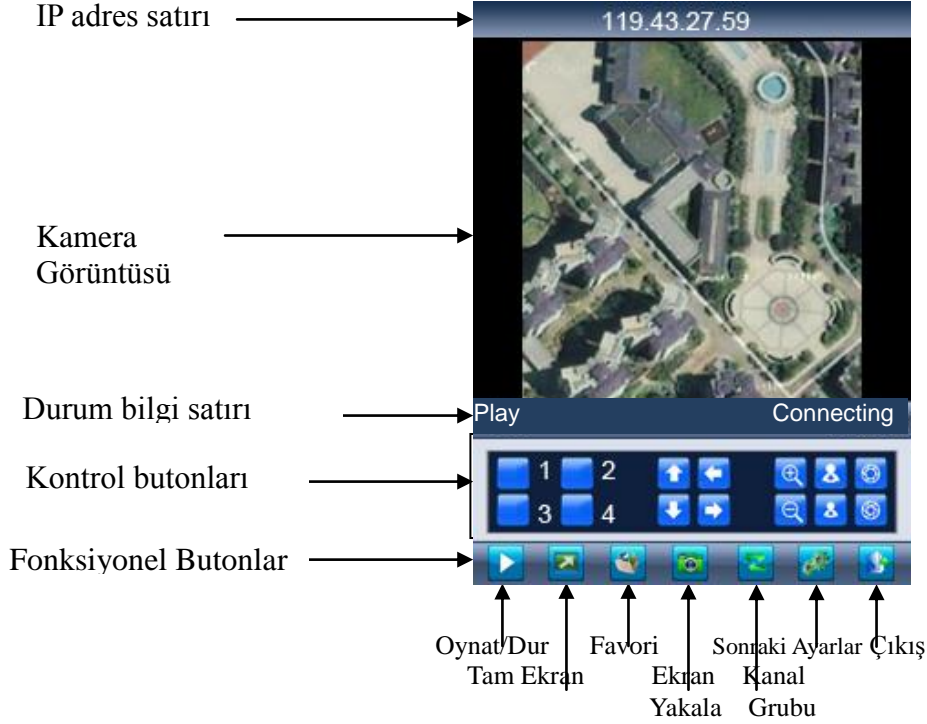 IP adres satırı
119.43.27.59
Kamera
Görüntüsü
Durum bilgi satırı
Play
Connecting
Kontrol butonları
1 2
3 4
Fonksiyonel Butonlar
Oynat/Dur
Tam Ekran
Favori
Ekran
Yakala
Sonraki
Kanal
Grubu
Ayarlar
Çıkış